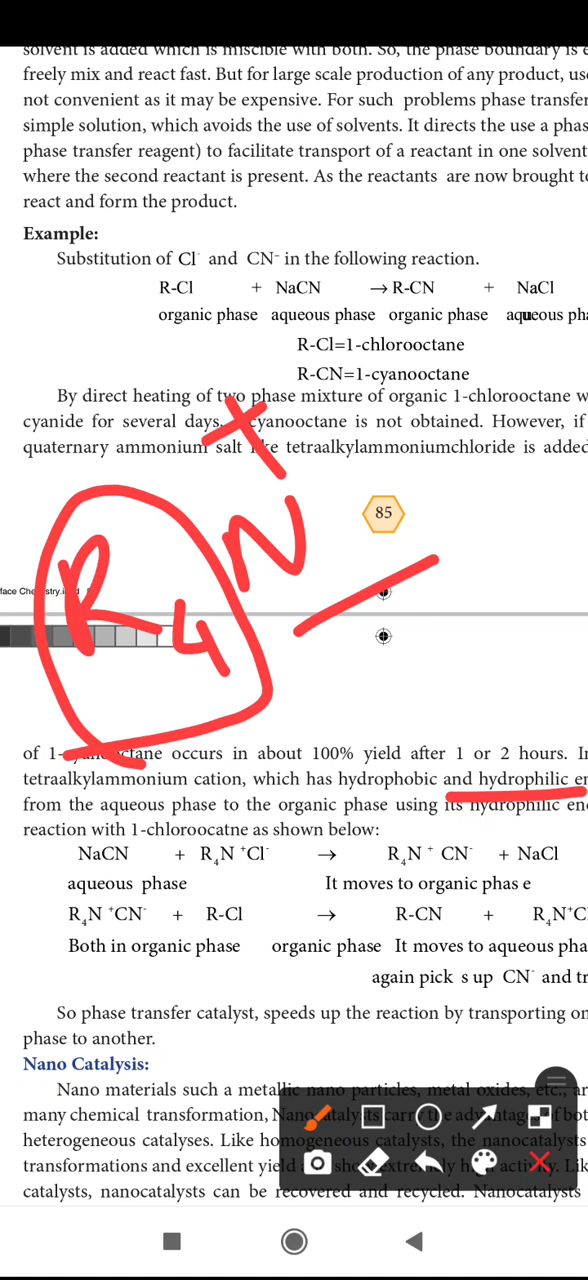 solvent is added which is miscible with both. So, the phase boundary is
freely mix and react fast. But for large scale production of any product,
not convenient as it may be expensive. For such problems phase
simple solution, which avoids the use of solvents. It directs the use a
phase transfer reagent) to facilitate transport of a reactant in one solvent
where the second reactant is present. As the reactants are now brought
react and form the product.
Example:
Substitution of Cl⁻ and CN⁻ in the following reaction.
R-Cl + NaCN → R-CN + NaCl
organic phase aqueous phase organic phase aqueous
R-Cl=1-chlorooctane
R-CN=1-cyanooctane
By direct heating of two phase mixture of organic 1-chlorooctane
cyanide for several days, cyanooctane is not obtained. However, if
quaternary ammonium salt like tetraalkylammoniumchloride is added
+
85
R₄N
of occurs in about 100% yield after 1 or 2 hours.
tetraalkylammonium cation, which has hydrophobic and hydrophilic
from the aqueous phase to the organic phase using its hydrophilic
reaction with 1-chloroocatne as shown below:
NaCN + R₄N⁺Cl⁻ → R₄N⁺ CN⁻ + NaCl
aqueous phase It moves to organic phas e
R₄N⁺CN⁻ + R-Cl → R-CN + R₄N⁺C
Both in organic phase organic phase It moves to aqueous
again pick s up CN⁻ and
So phase transfer catalyst, speeds up the reaction by transporting
phase to another.
Nano Catalysis:
Nano materials such a metallic nano particles, metal oxides, etc.,
many chemical transformation, Nanocatalysts carry the advantage of
heterogeneous catalyses. Like homogeneous catalysts, the nanocatalysts
transformations and excellent yield
catalysts, nanocatalysts can be recovered and recycled. Nanocatalysts